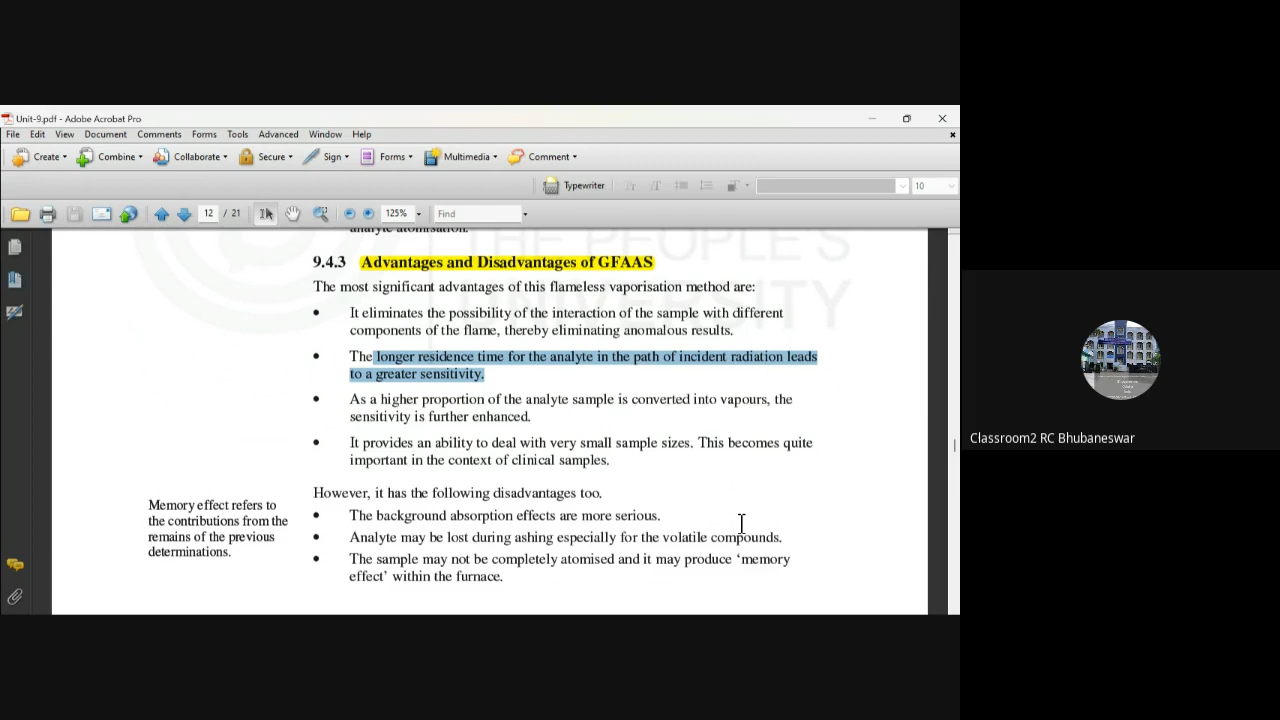 Unit-9.pdf - Adobe Acrobat Pro
File Edit View Document Comments Forms Tools Advanced Window Help
Create Combine Collaborate Secure Sign Forms Multimedia Comment
Typewriter 10
12 / 21 125% Find
analyte atomisation.
THE PEOPLE'S
UNIVERSITY
9.4.3 Advantages and Disadvantages of GFAAS
The most significant advantages of this flameless vaporisation method are:
• It eliminates the possibility of the interaction of the sample with different
components of the flame, thereby eliminating anomalous results.
• The longer residence time for the analyte in the path of incident radiation leads
to a greater sensitivity.
• As a higher proportion of the analyte sample is converted into vapours, the
sensitivity is further enhanced.
• It provides an ability to deal with very small sample sizes. This becomes quite
important in the context of clinical samples.
However, it has the following disadvantages too.
• The background absorption effects are more serious.
• Analyte may be lost during ashing especially for the volatile compounds.
• The sample may not be completely atomised and it may produce ‘memory
effect’ within the furnace.
Memory effect refers to
the contributions from the
remains of the previous
determinations.
Classroom2 RC Bhubaneswar